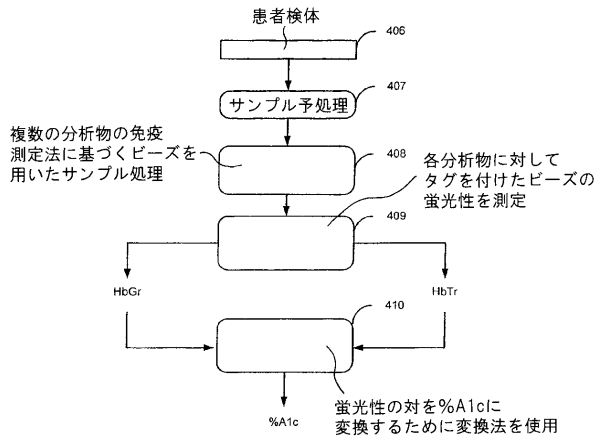 患者検体
406
407
サンプル予処理
複数の分析物の免疫
測定法に基づくビーズを
用いたサンプル処理
408
各分析物に対して
タグを付けたビーズの
蛍光性を測定
409
HbGr
HbTr
410
蛍光性の対を%A1cに
変換するために変換法を使用
%A1c